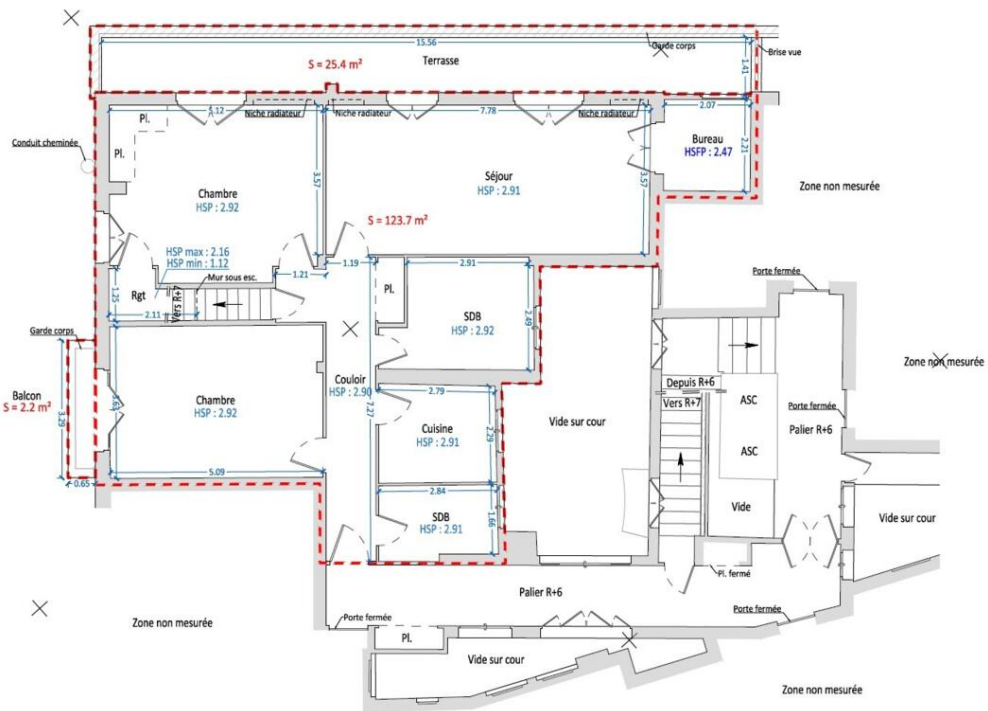 15.56
Garde corps
Brise vue
Terrasse
S = 25.4 m²
1.41
5.12
Niche radiateur
Niche radiateur
7.78
Niche radiateur
2.07
Pl.
Pl.
Conduit cheminée
Bureau
HSFP : 2.47
2.21
Chambre
HSP : 2.92
3.57
Séjour
HSP : 2.91
3.57
Zone non mesurée
S = 123.7 m²
HSP max : 2.16
HSP min : 1.12
Mur sous esc.
1.21
1.19
2.91
Porte fermée
1.25
Rgt
2.11
Vers R+7
Pl.
SDB
HSP : 2.92
2.49
Garde corps
Balcon
S = 2.2 m²
3.29
3.63
Chambre
HSP : 2.92
Couloir
HSP : 2.90
7.27
2.79
Cuisine
HSP : 2.91
2.29
Vide sur cour
Depuis R+6
Vers R+7
ASC
ASC
Vide
Porte fermée
Palier R+6
Zone non mesurée
5.09
0.65
2.84
SDB
HSP : 2.91
1.66
Vide sur cour
Pl. fermé
Palier R+6
Porte fermée
Porte fermée
Zone non mesurée
Pl.
Vide sur cour
Zone non mesurée